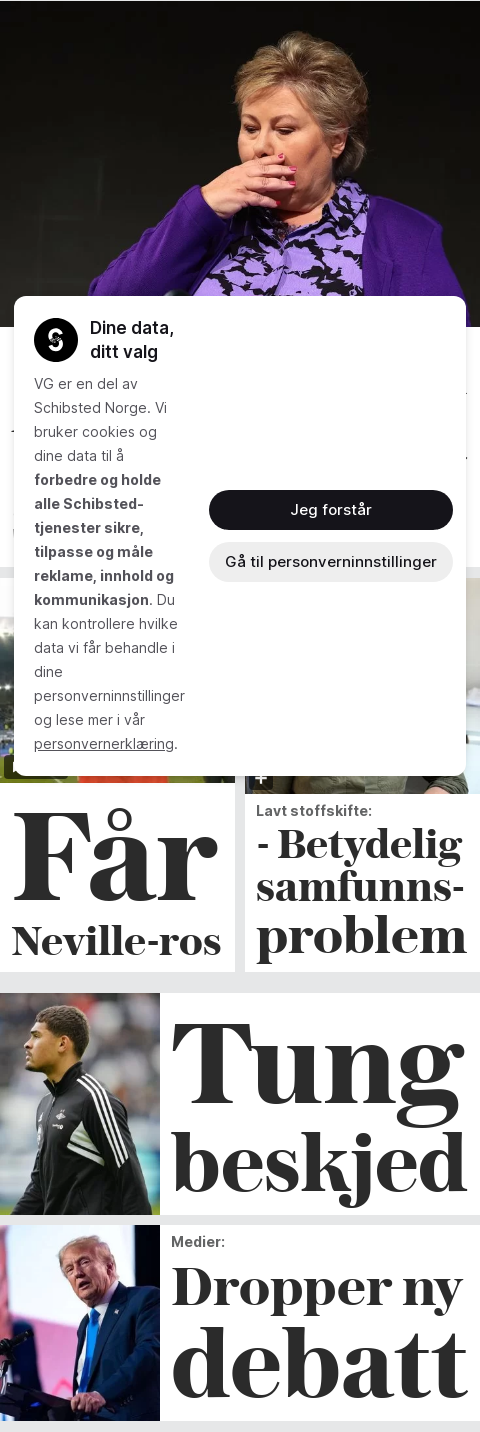 Dine data,
ditt valg
VG er en del av
Schibsted Norge. Vi
bruker cookies og
dine data til å
forbedre og holde
alle Schibsted-
tjenester sikre,
tilpasse og måle
reklame, innhold og
kommunikasjon. Du
kan kontrollere hvilke
data vi får behandle i
dine
personverninnstillinger
og lese mer i vår
personvernerklæring.
Jeg forstår
Gå til personverninnstillinger
Får
Neville-ros
Lavt stoffskifte:
- Betydelig
samfunns-
problem
Tung
beskjed
Medier:
Dropper ny
debatt